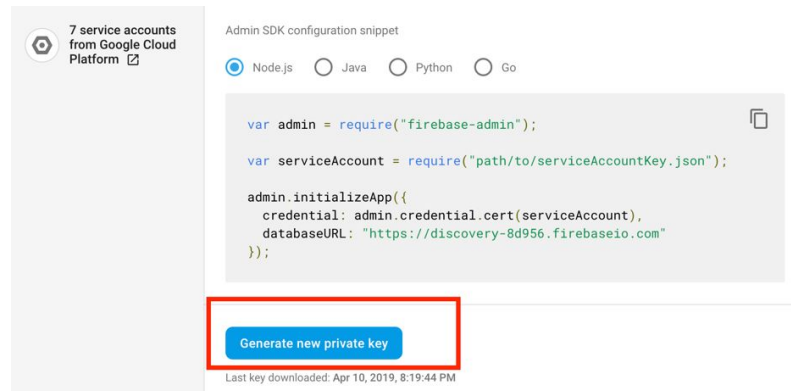 7 service accounts
from Google Cloud
Platform
Admin SDK configuration snippet
Node.js Java Python Go
var admin = require("firebase-admin");
var serviceAccount = require("path/to/serviceAccountKey.json");
admin.initializeApp({
  credential: admin.credential.cert(serviceAccount),
  databaseURL: "https://discovery-8d956.firebaseio.com"
});
Generate new private key
Last key downloaded: Apr 10, 2019, 8:19:44 PM